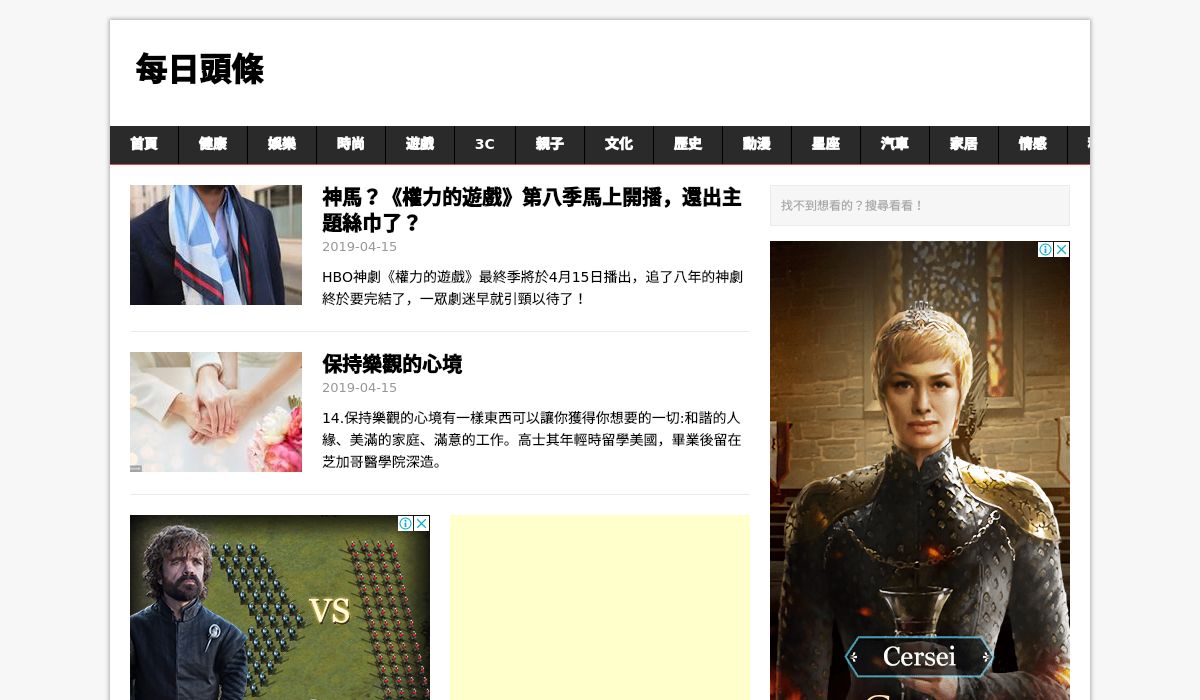 每日頭條
首頁 健康 娛樂 時尚 遊戲 3C 親子 文化 歷史 動漫 星座 汽車 家居 情感
神馬？《權力的遊戲》第八季馬上開播，還出主
題絲巾了？
2019-04-15
HBO神劇《權力的遊戲》最終季將於4月15日播出，追了八年的神劇
終於要完結了，一眾劇迷早就引頸以待了！
保持樂觀的心境
2019-04-15
14.保持樂觀的心境有一樣東西可以讓你獲得你想要的一切:和諧的人
緣、美滿的家庭、滿意的工作。高士其年輕時留學美國，畢業後留在
芝加哥醫學院深造。
VS
找不到想看的？搜尋看看！
Cersei